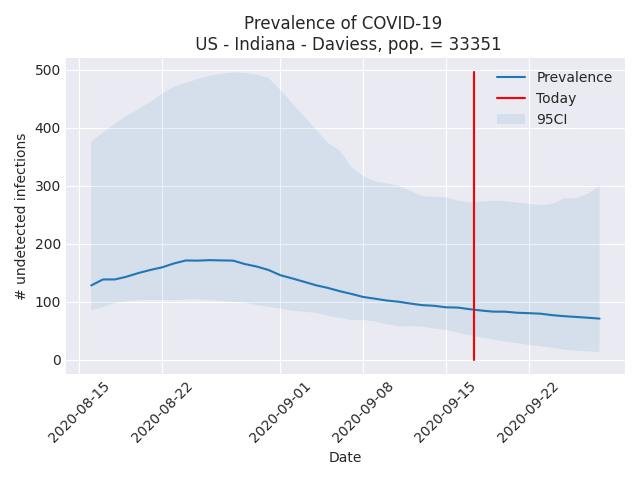 Prevalence of COVID-19
US - Indiana - Daviess, pop. = 33351
Prevalence
Today
95CI
# undetected infections
500
400
300
200
100
0
2020-08-15
2020-08-22
2020-09-01
2020-09-08
2020-09-15
2020-09-22
Date